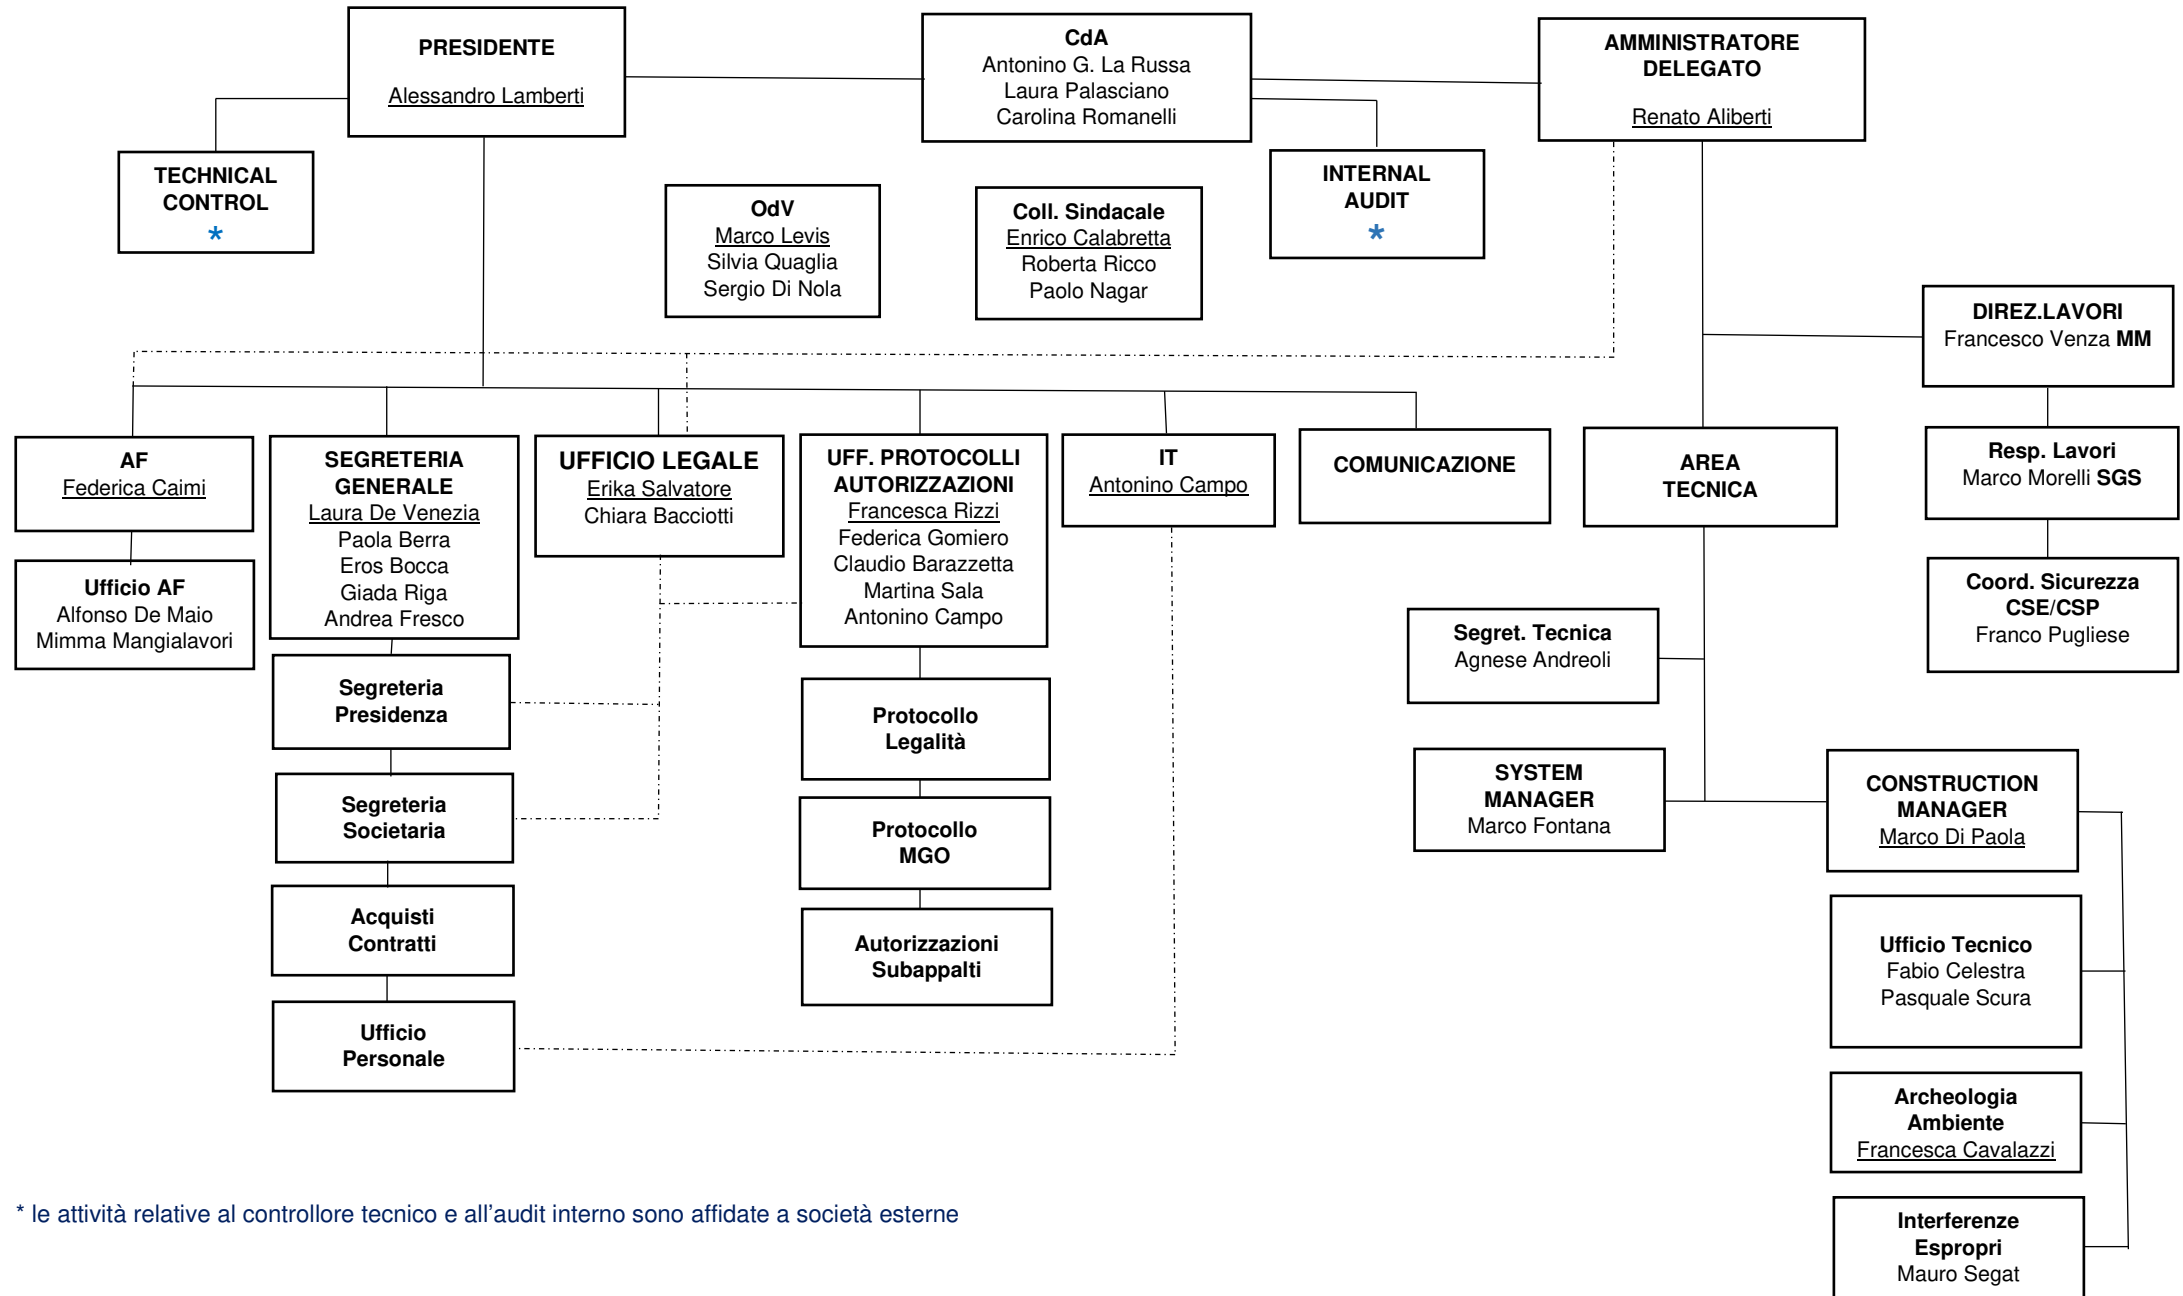 PRESIDENTE
Alessandro Lamberti
CdA
Antonino G. La Russa
Laura Palasciano
Carolina Romanelli
AMMINISTRATORE
DELEGATO
Renato Aliberti
TECHNICAL
CONTROL
*
OdV
Marco Levis
Silvia Quaglia
Sergio Di Nola
Coll. Sindacale
Enrico Calabretta
Roberta Ricco
Paolo Nagar
INTERNAL
AUDIT
*
DIREZ.LAVORI
Francesco Venza MM
AF
Federica Caimi
SEGRETERIA
GENERALE
Laura De Venezia
Paola Berra
Eros Bocca
Giada Riga
Andrea Fresco
UFFICIO LEGALE
Erika Salvatore
Chiara Bacciotti
UFF. PROTOCOLLI
AUTORIZZAZIONI
Francesca Rizzi
Federica Gomiero
Claudio Barazzetta
Martina Sala
Antonino Campo
IT
Antonino Campo
COMUNICAZIONE
AREA
TECNICA
Resp. Lavori
Marco Morelli SGS
Ufficio AF
Alfonso De Maio
Mimma Mangialavori
Coord. Sicurezza
CSE/CSP
Franco Pugliese
Segret. Tecnica
Agnese Andreoli
Segreteria
Presidenza
Protocollo
Legalità
SYSTEM
MANAGER
Marco Fontana
CONSTRUCTION
MANAGER
Marco Di Paola
Segreteria
Societaria
Protocollo
MGO
Acquisti
Contratti
Autorizzazioni
Subappalti
Ufficio Tecnico
Fabio Celestra
Pasquale Scura
Ufficio
Personale
Archeologia
Ambiente
Francesca Cavalazzi
Interferenze
Espropri
Mauro Segat
* le attività relative al controllore tecnico e all'audit interno sono affidate a società esterne